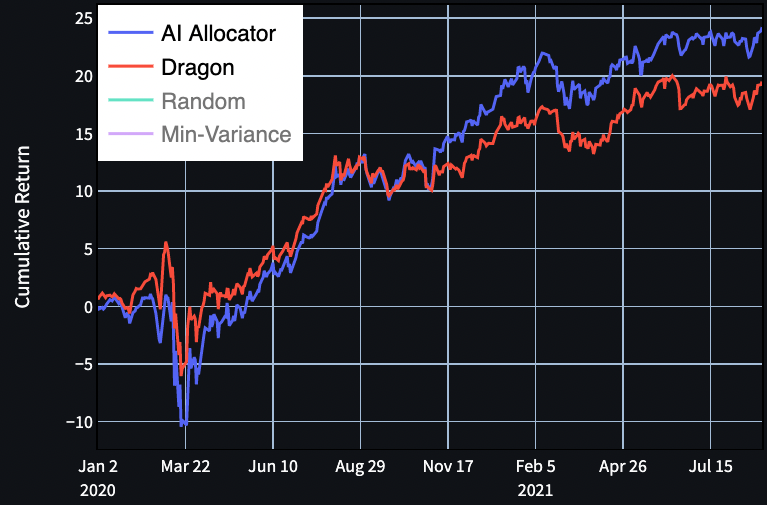 AI Allocator
Dragon
Random
Min-Variance
Cumulative Return
25
20
15
10
5
0
−5
−10
Jan 2
2020
Mar 22
Jun 10
Aug 29
Nov 17
Feb 5
2021
Apr 26
Jul 15